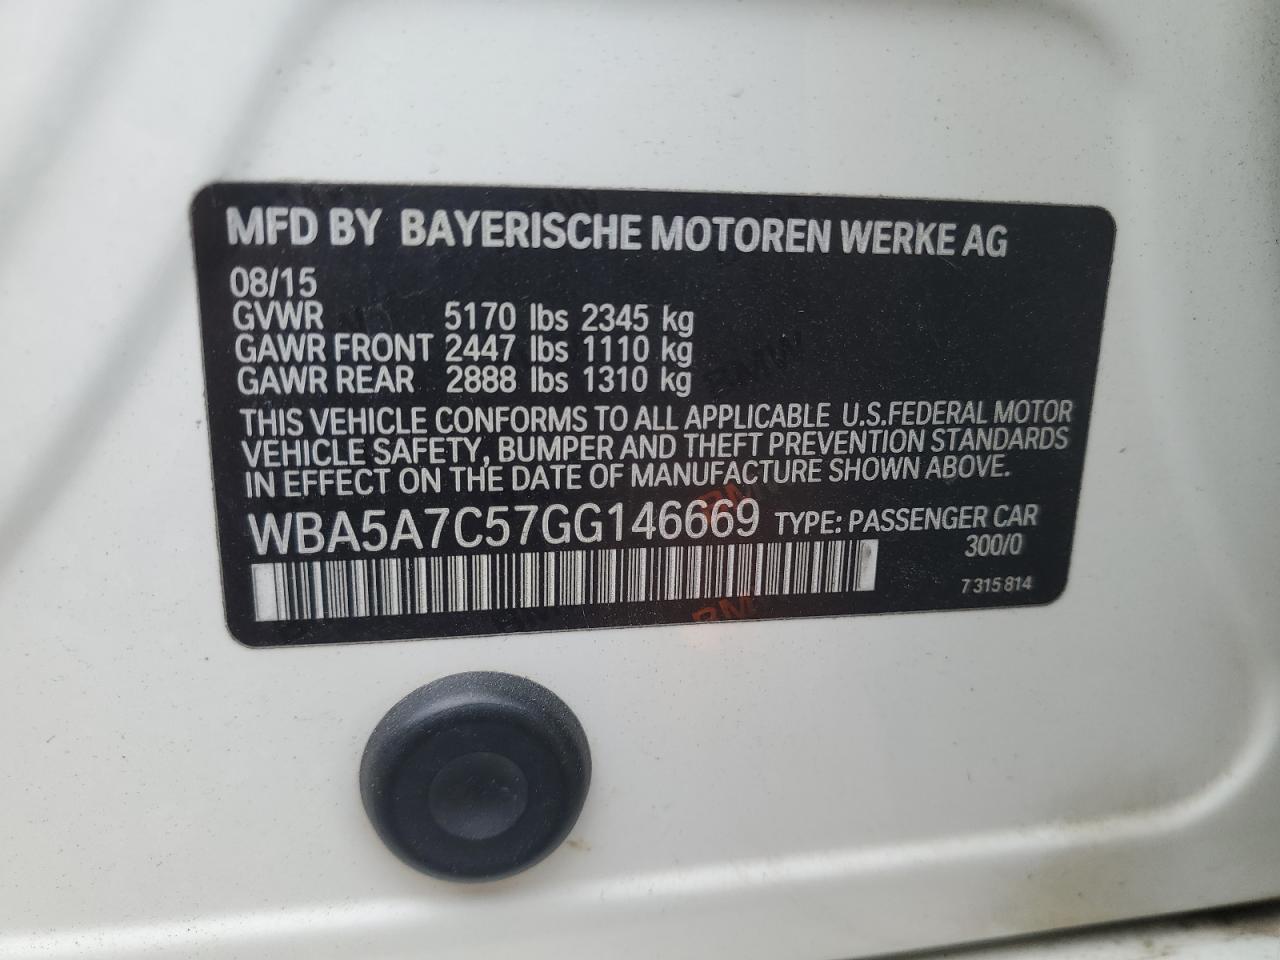 MFD BY BAYERISCHE MOTOREN WERKE AG
08/15
GVWR 5170 lbs 2345 kg
GAWR FRONT 2447 lbs 1110 kg
GAWR REAR 2888 lbs 1310 kg
THIS VEHICLE CONFORMS TO ALL APPLICABLE U.S.FEDERAL MOTOR
VEHICLE SAFETY, BUMPER AND THEFT PREVENTION STANDARDS
IN EFFECT ON THE DATE OF MANUFACTURE SHOWN ABOVE.
WBA5A7C57GG146669 TYPE: PASSENGER CAR
300/0
7 315 814